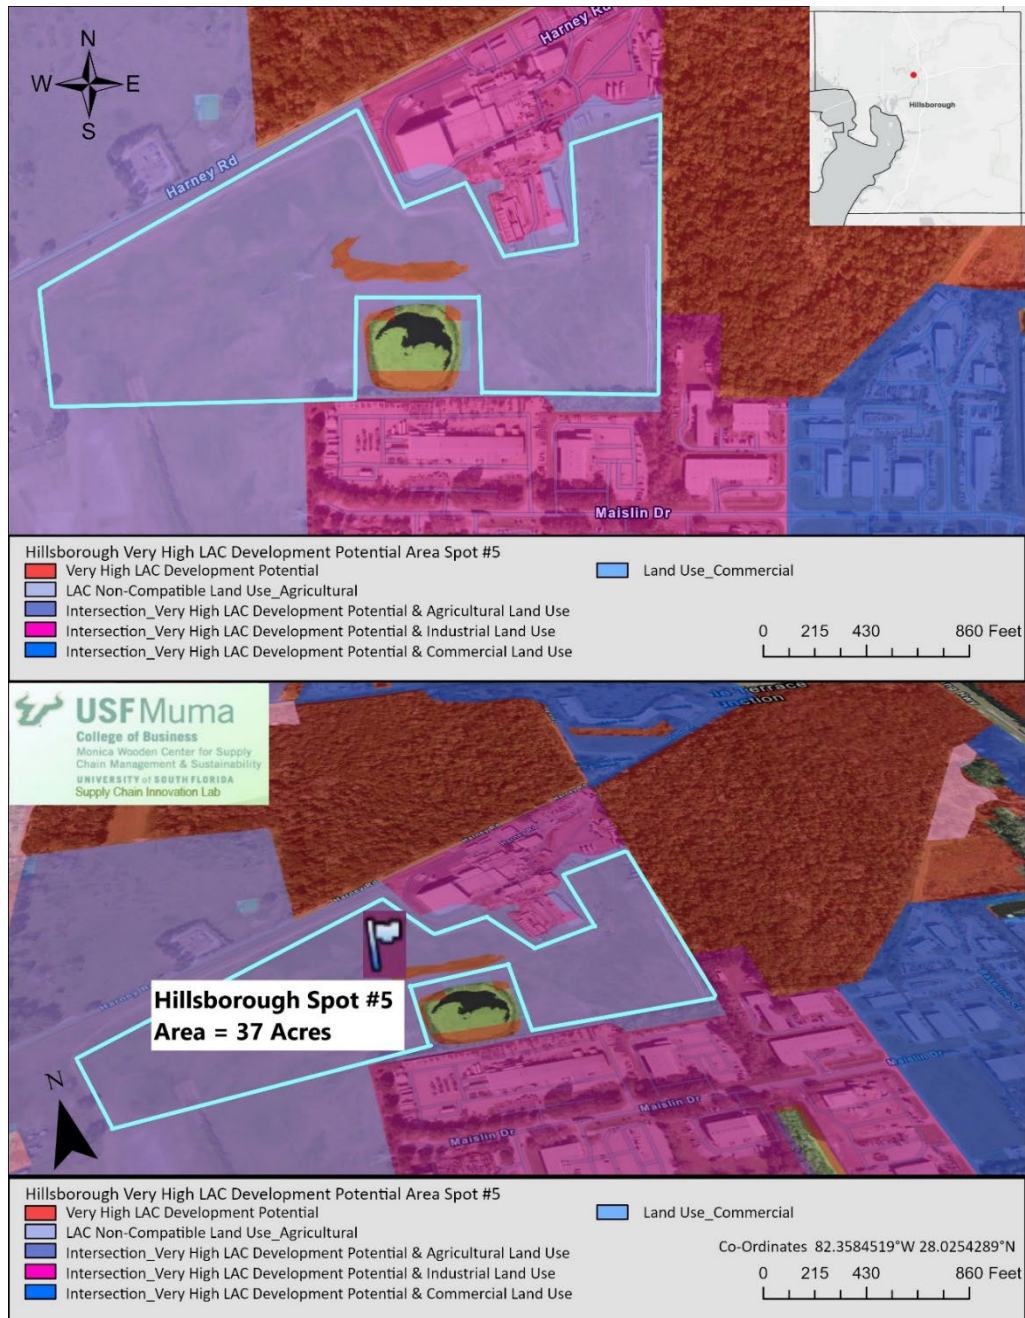 N
W E
S
Harney Rd
Harney Rd
Hillsborough
Maislin Dr
Hillsborough Very High LAC Development Potential Area Spot #5
Very High LAC Development Potential
LAC Non-Compatible Land Use_Agricultural
Intersection_Very High LAC Development Potential & Agricultural Land Use
Intersection_Very High LAC Development Potential & Industrial Land Use
Intersection_Very High LAC Development Potential & Commercial Land Use
Land Use_Commercial
0 215 430 860 Feet
USF Muma
College of Business
Monica Wooden Center for Supply
Chain Management & Sustainability
UNIVERSITY of SOUTH FLORIDA
Supply Chain Innovation Lab
Harney Rd
Harney Rd
Hillsborough Spot #5
Area = 37 Acres
N
Maislin Dr
Maislin Dr
Maislin Dr
Hillsborough Very High LAC Development Potential Area Spot #5
Very High LAC Development Potential
LAC Non-Compatible Land Use_Agricultural
Intersection_Very High LAC Development Potential & Agricultural Land Use
Intersection_Very High LAC Development Potential & Industrial Land Use
Intersection_Very High LAC Development Potential & Commercial Land Use
Land Use_Commercial
Co-Ordinates 82.3584519°W 28.0254289°N
0 215 430 860 Feet